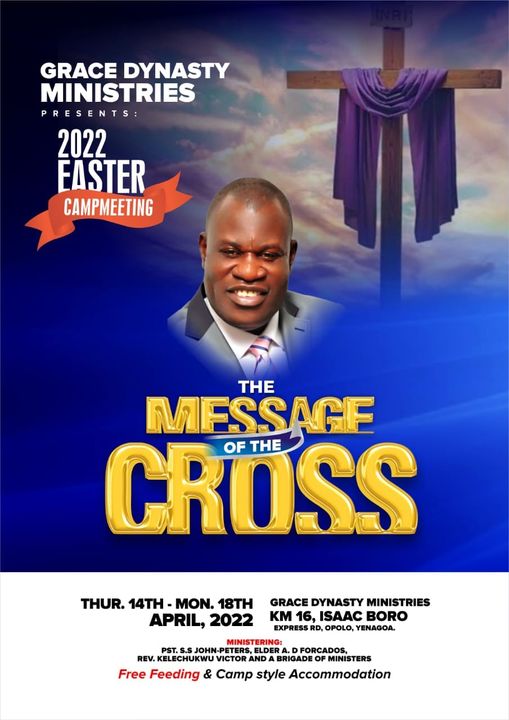 GRACE DYNASTY
MINISTRIES
PRESENTS:
2022
EASTER
CAMPMEETING
THE
MESSAGE
OF THE
CROSS
THUR. 14TH - MON. 18TH
APRIL, 2022
GRACE DYNASTY MINISTRIES
KM 16, ISAAC BORO
EXPRESS RD, OPOLO, YENAGOA.
MINISTERING:
PST. S.S JOHN-PETERS, ELDER A. D FORCADOS,
REV. KELECHUKWU VICTOR AND A BRIGADE OF MINISTERS
Free Feeding & Camp style Accommodation